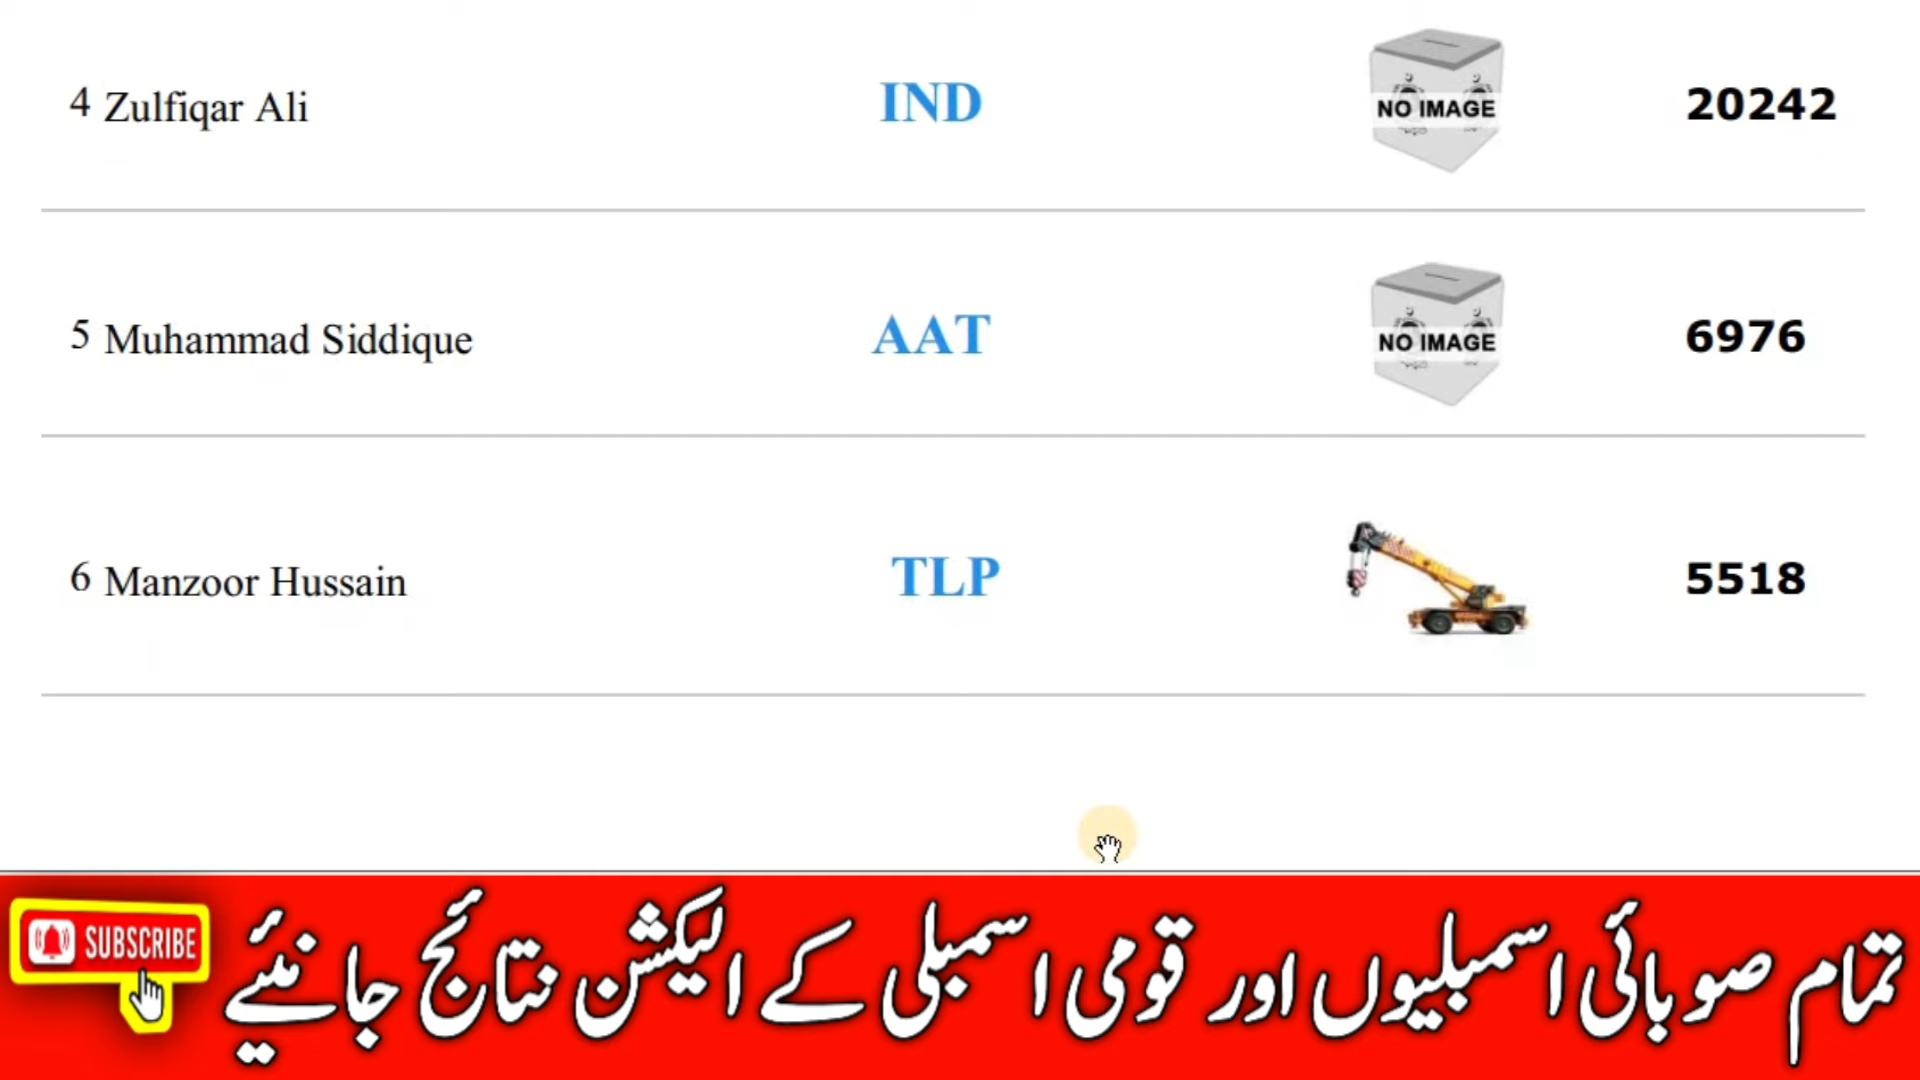 4 Zulfiqar Ali IND NO IMAGE 20242
5 Muhammad Siddique AAT NO IMAGE 6976
6 Manzoor Hussain TLP 5518
SUBSCRIBE
تمام صوبائی اسمبلیوں اور قومی اسمبلی کے الیکشن نتائج جانئیے